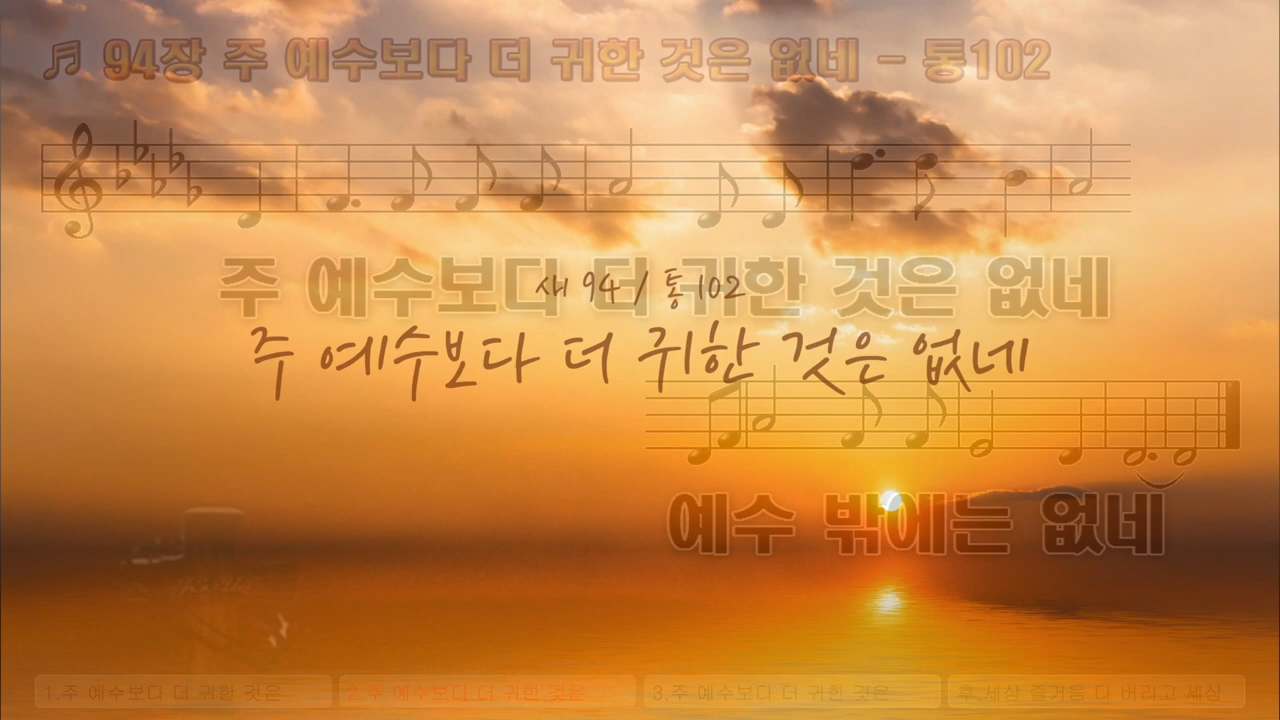 ♬ 94장 주 예수보다 더 귀한 것은 없네 - 통102
주 예수보다 더 귀한 것은 없네
새 94 / 통 102
주 예수보다 더 귀한 것은 없네
예수 밖에는 없네
1.주 예수보다 더 귀한 것은
2.주 예수보다 더 귀한 것은
3.주 예수보다 더 귀한 것은
후.세상 즐거움 다 버리고 세상